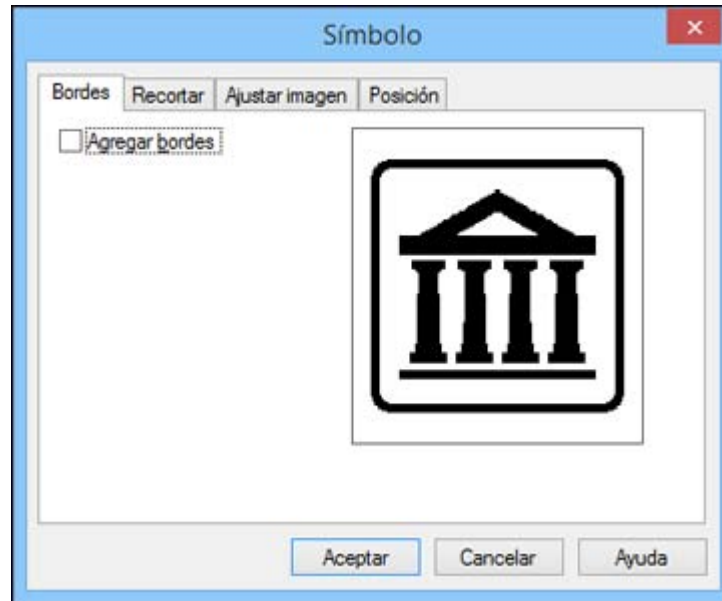 Símbolo
Bordes Recortar Ajustar imagen Posición
Agregar bordes
Aceptar Cancelar Ayuda